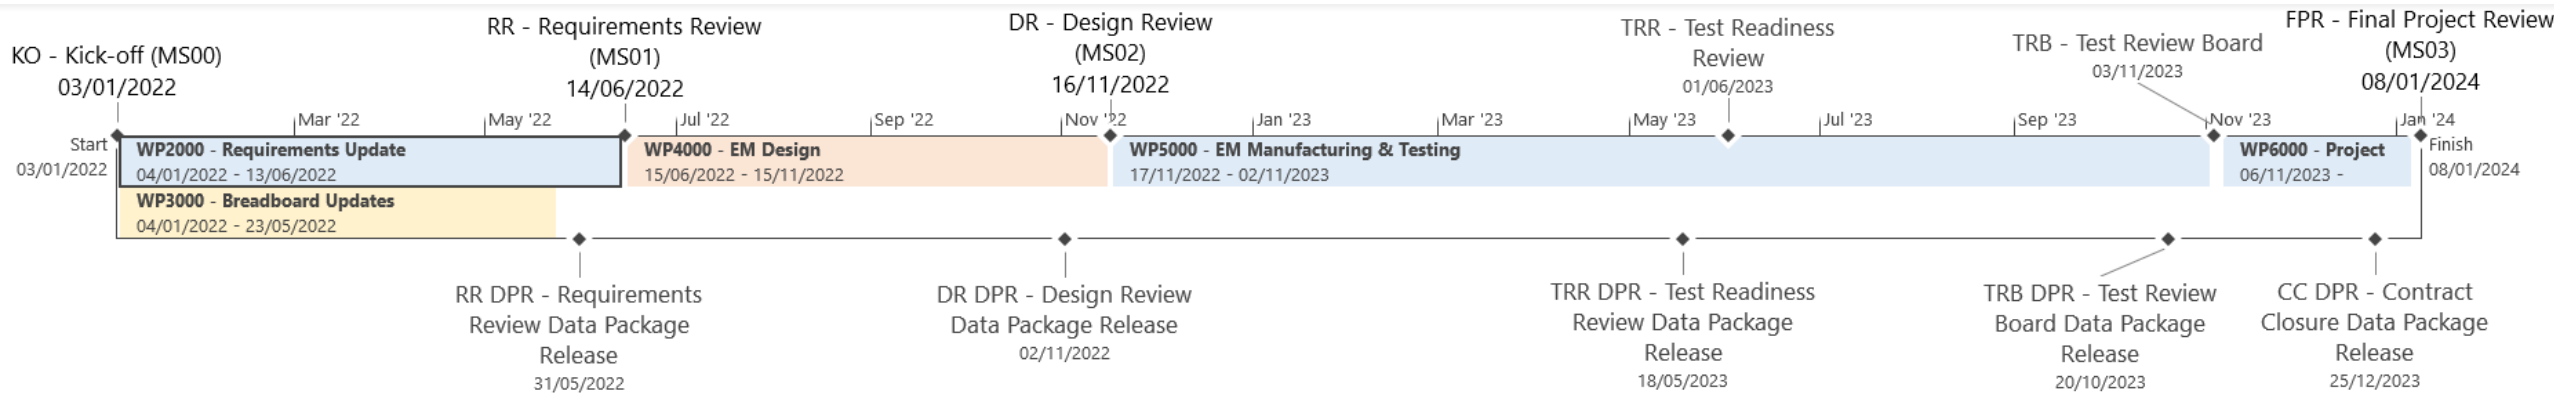 KO - Kick-off (MS00)
03/01/2022
RR - Requirements Review
(MS01)
14/06/2022
DR - Design Review
(MS02)
16/11/2022
TRR - Test Readiness
Review
01/06/2023
TRB - Test Review Board
03/11/2023
FPR - Final Project Review
(MS03)
08/01/2024
Mar '22
May '22
Jul '22
Sep '22
Nov '22
Jan '23
Mar '23
May '23
Jul '23
Sep '23
Nov '23
Jan '24
Start
03/01/2022
WP2000 - Requirements Update
04/01/2022 - 13/06/2022
WP4000 - EM Design
15/06/2022 - 15/11/2022
WP5000 - EM Manufacturing & Testing
17/11/2022 - 02/11/2023
WP6000 - Project
06/11/2023 -
Finish
08/01/2024
WP3000 - Breadboard Updates
04/01/2022 - 23/05/2022
RR DPR - Requirements
Review Data Package
Release
31/05/2022
DR DPR - Design Review
Data Package Release
02/11/2022
TRR DPR - Test Readiness
Review Data Package
Release
18/05/2023
TRB DPR - Test Review
Board Data Package
Release
20/10/2023
CC DPR - Contract
Closure Data Package
Release
25/12/2023